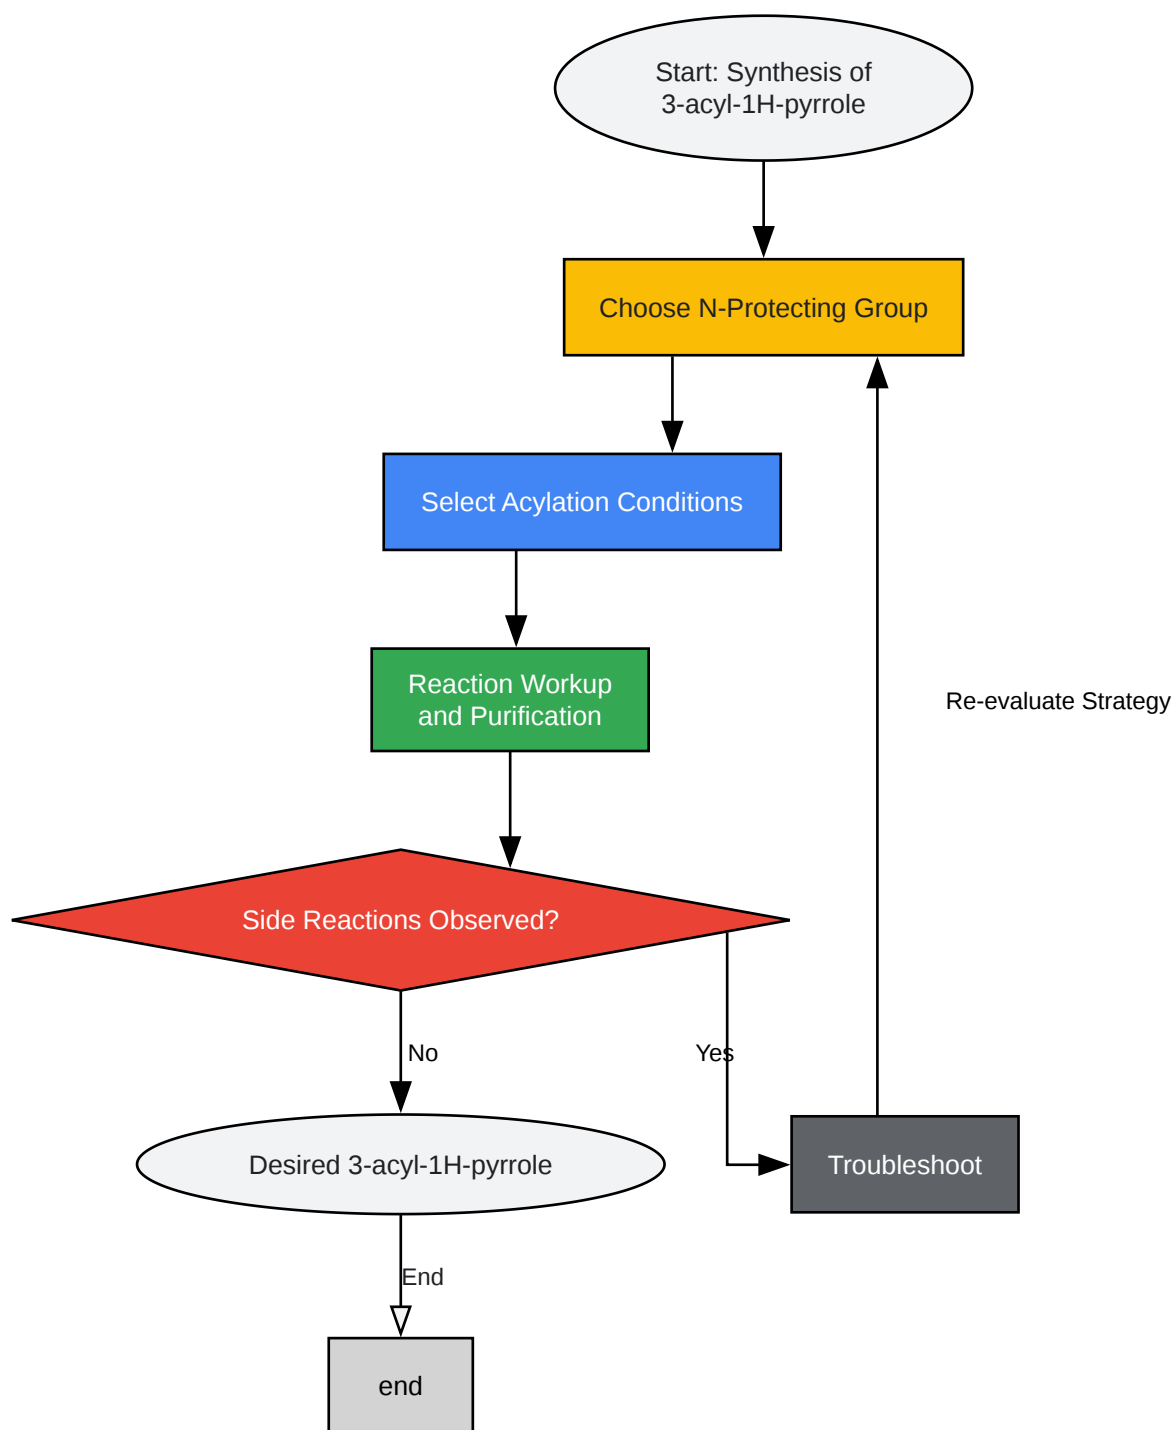 Start: Synthesis of
3-acyl-1H-pyrrole
Choose N-Protecting Group
Select Acylation Conditions
Reaction Workup
and Purification
Re-evaluate Strategy
Side Reactions Observed?
No
Yes
Desired 3-acyl-1H-pyrrole
Troubleshoot
End
end